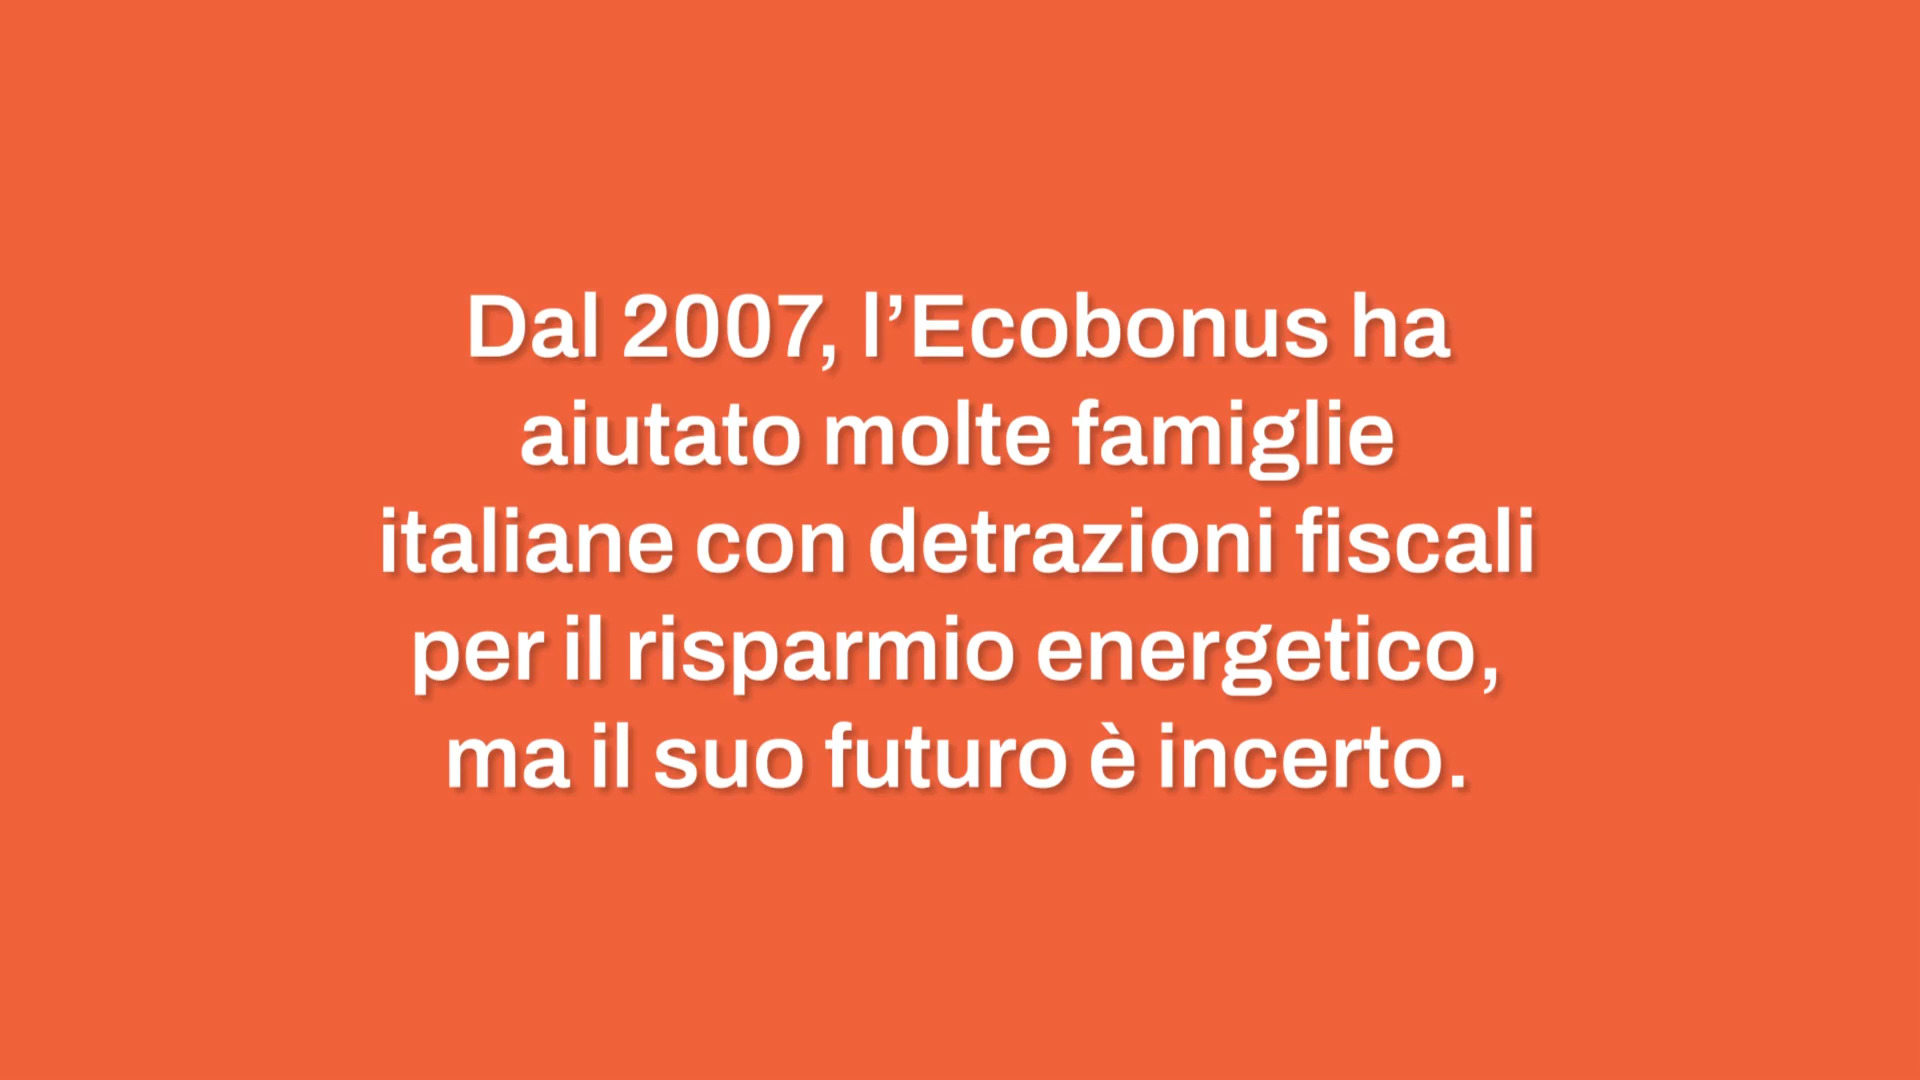 Dal 2007, l’Ecobonus ha
aiutato molte famiglie
italiane con detrazioni fiscali
per il risparmio energetico,
ma il suo futuro è incerto.